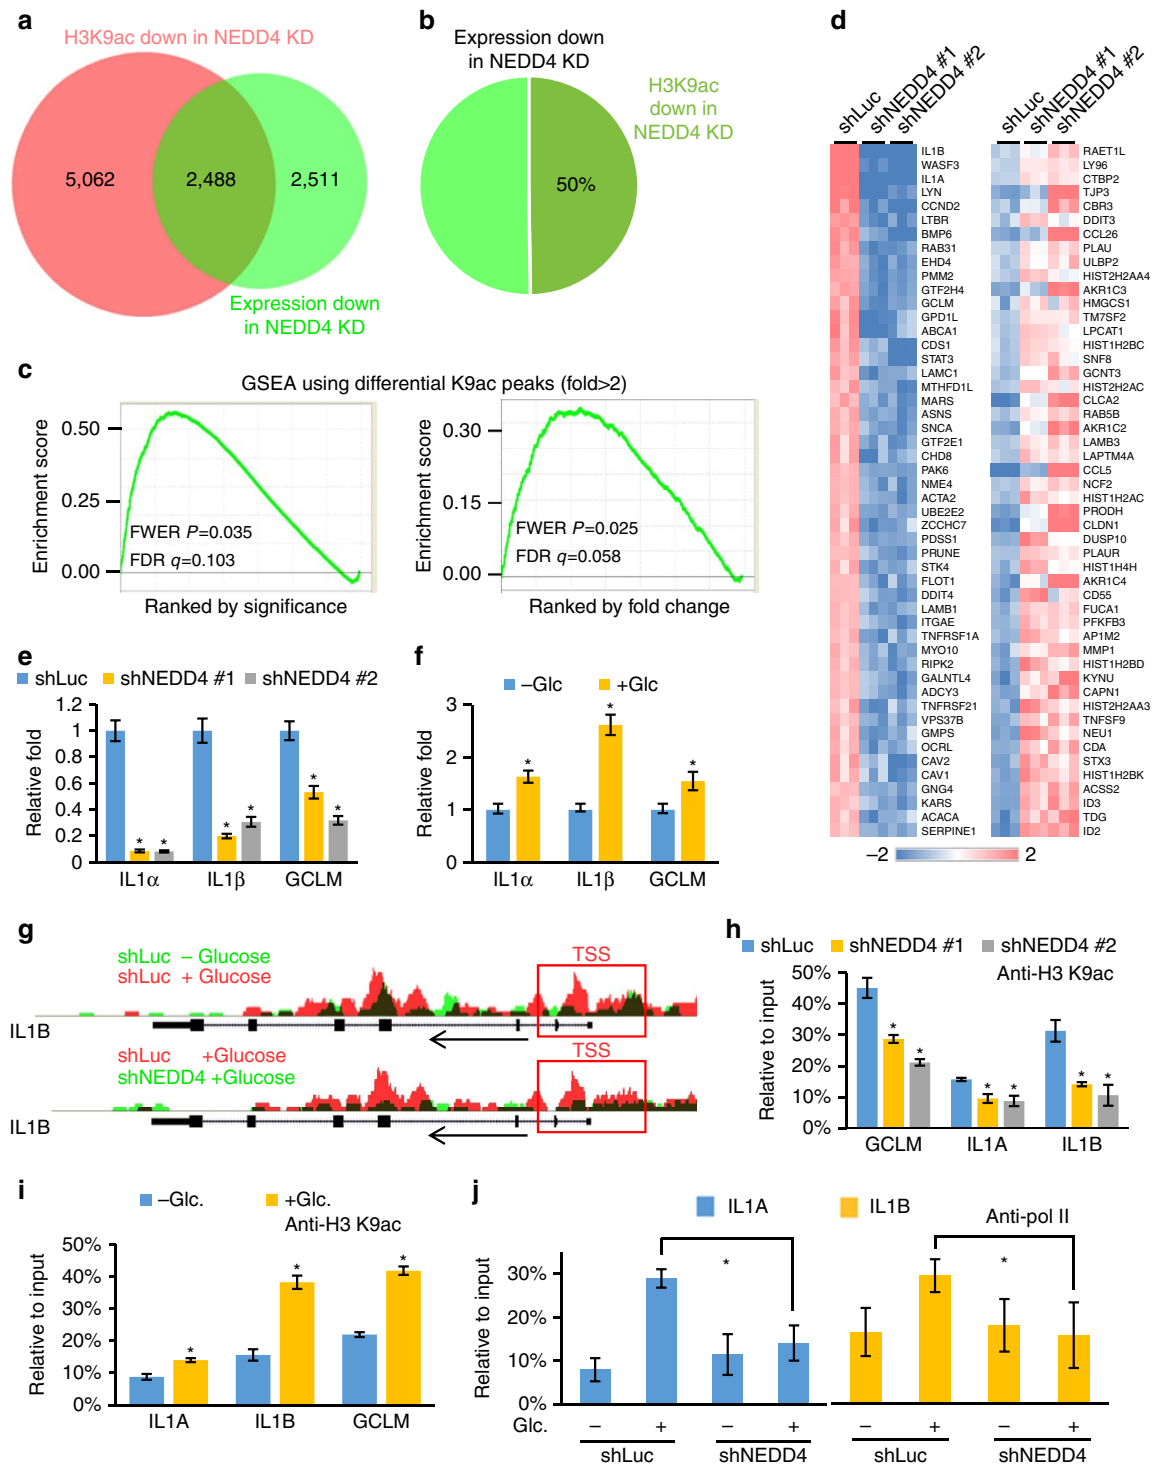 a
H3K9ac down in NEDD4 KD
5,062
2,488
2,511
Expression down
in NEDD4 KD
b
Expression down
in NEDD4 KD
H3K9ac
down in
NEDD4 KD
50%
c
GSEA using differential K9ac peaks (fold>2)
Enrichment score
0.50
0.25
0.00
FWER P=0.035
FDR q=0.103
Ranked by significance
Enrichment score
0.30
0.15
0.00
FWER P=0.025
FDR q=0.058
Ranked by fold change
d
shLuc
shNEDD4 #1
shNEDD4 #2
shLuc
shNEDD4 #1
shNEDD4 #2
IL1B
WASF3
IL1A
LYN
CCND2
LTBR
BMP6
RAB31
EHD4
PMM2
GTF2H4
GCLM
GPD1L
ABCA1
CDS1
STAT3
LAMC1
MTHFD1L
MARS
ASNS
SNCA
GTF2E1
CHD8
PAK6
NME4
ACTA2
UBE2E2
ZCCHC7
PDSS1
PRUNE
STK4
FLOT1
DDIT4
LAMB1
ITGAE
TNFRSF1A
MYO10
RIPK2
GALNTL4
ADCY3
TNFRSF21
VPS37B
GMPS
OCRL
CAV2
CAV1
GNG4
KARS
ACACA
SERPINE1
RAET1L
LY96
CTBP2
TJP3
CBR3
DDIT3
CCL26
PLAU
ULBP2
HIST2H2AA4
AKR1C3
HMGCS1
TM7SF2
LPCAT1
HIST1H2BC
SNF8
GCNT3
HIST1H2AC
CLCA2
RAB5B
AKR1C2
LAMB3
LAPTM4A
CCL5
NCF2
HIST1H2AC
PRODH
CLDN1
DUSP10
PLAUR
HIST1H4H
AKR1C4
CD55
FUCA1
PFKFB3
AP1M2
MMP1
HIST1H2BD
KYNU
CAPN1
HIST2H2AA3
TNFSF9
NEU1
CDA
STX3
HIST1H2BK
ACSS2
ID3
TDG
ID2
–2
2
e
shLuc
shNEDD4 #1
shNEDD4 #2
Relative fold
1.2
1
0.8
0.6
0.4
0.2
0
* *
* *
* *
IL1α
IL1β
GCLM
f
–Glc
+Glc
Relative fold
3
2
1
0
*
*
*
IL1α
IL1β
GCLM
g
shLuc – Glucose
shLuc + Glucose
TSS
IL1B
shLuc +Glucose
shNEDD4 +Glucose
TSS
IL1B
h
shLuc
shNEDD4 #1
shNEDD4 #2
Anti-H3 K9ac
Relative to input
50%
40%
30%
20%
10%
0%
* *
* *
* *
GCLM
IL1A
IL1B
i
–Glc.
+Glc.
Anti-H3 K9ac
Relative to input
50%
40%
30%
20%
10%
0%
*
*
*
IL1A
IL1B
GCLM
j
IL1A
IL1B
Anti-pol II
Relative to input
30%
20%
10%
0%
*
*
Glc. – + – + – + – +
shLuc
shNEDD4
shLuc
shNEDD4